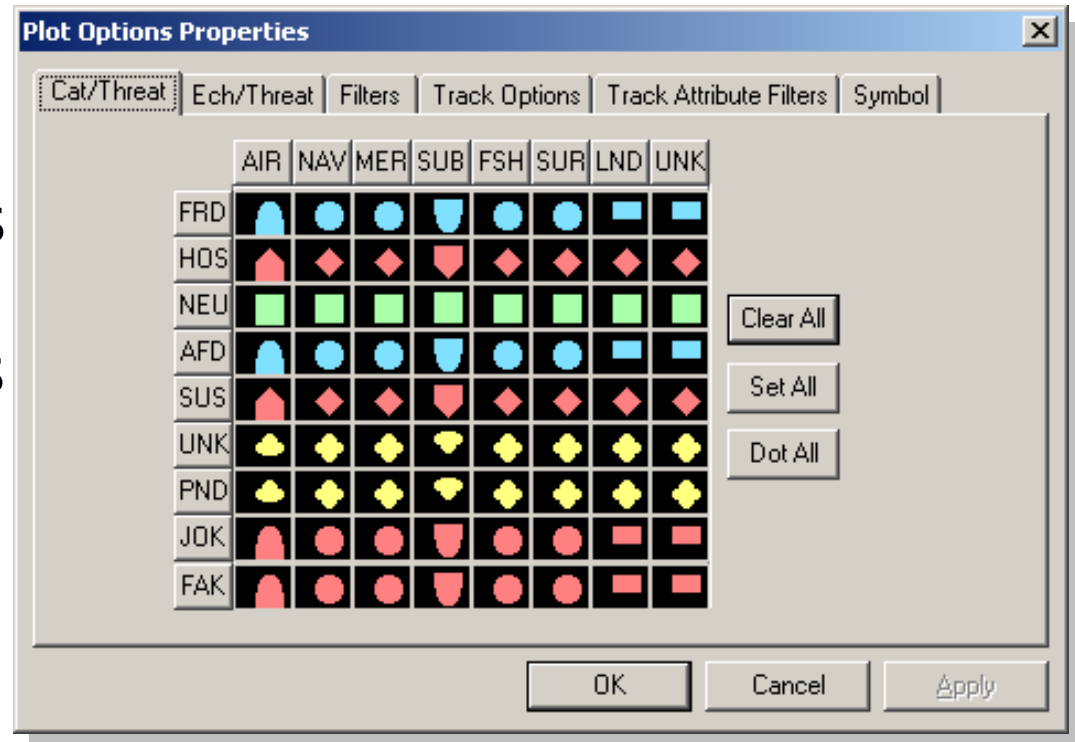 Plot Options Properties
Cat/Threat Ech/Threat Filters Track Options Track Attribute Filters Symbol
AIR NAV MER SUB FSH SUR LND UNK
FRD
S
HOS
NEU
Clear All
AFD
S
SUS
Set All
UNK
Dot All
PND
JOK
FAK
OK Cancel Apply